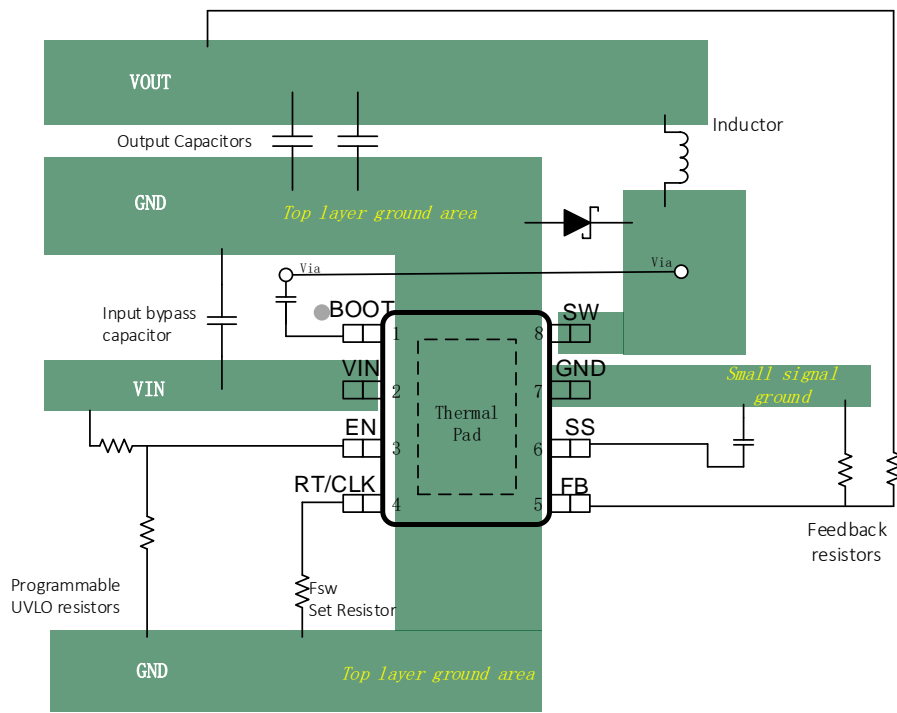 VOUT
Output Capacitors
Inductor
GND
Top layer ground area
Via
Via
Input bypass
capacitor
BOOT
1
8
SW
VIN
VIN
2
7
GND
Small signal
ground
Thermal
Pad
EN
3
6
SS
RT/CLK
4
5
FB
Feedback
resistors
Programmable
UVLO resistors
Fsw
Set Resistor
GND
Top layer ground area